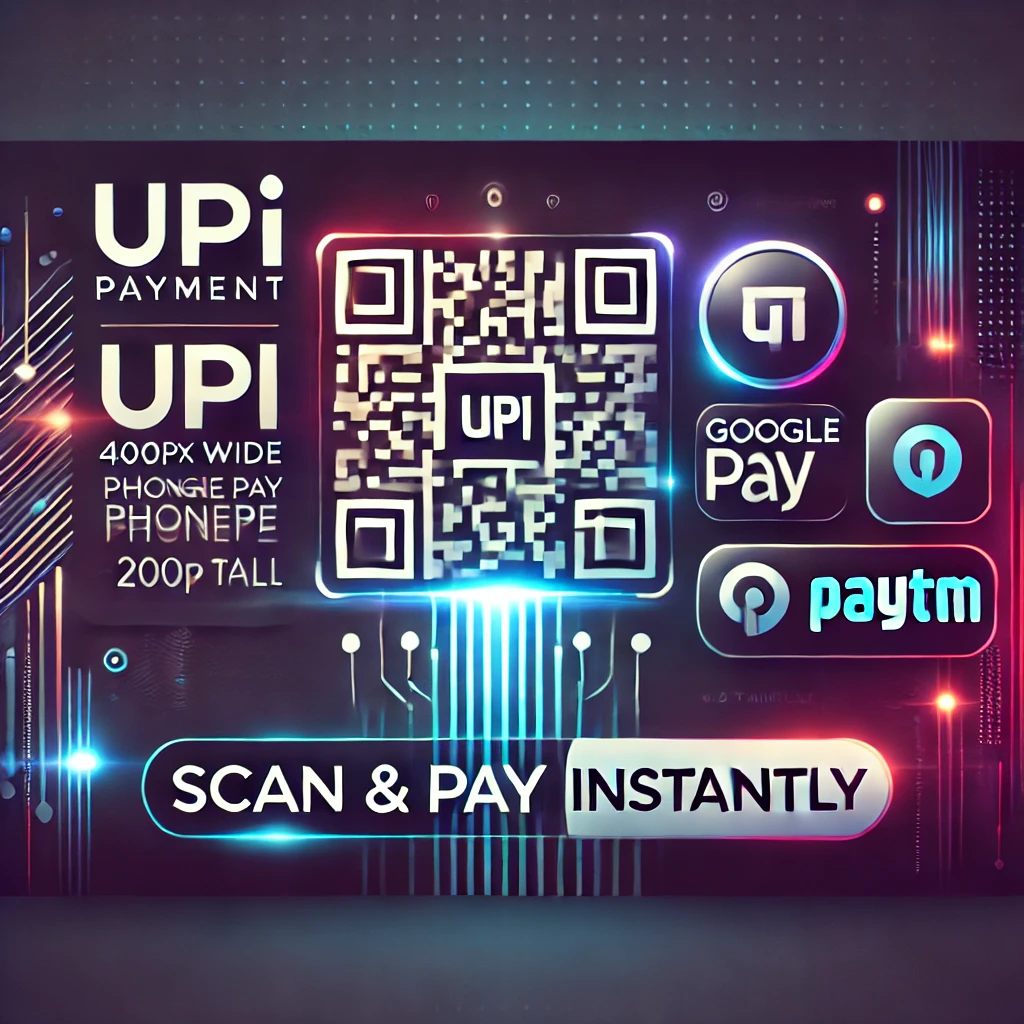 UPi
PAYMENT
UPI
400PX WIDE
PHONGIE PAY
PHONEPE
200p TALL
UPI
GOOGLE
Pay
paytm
SCAN & PAY INSTANTLY